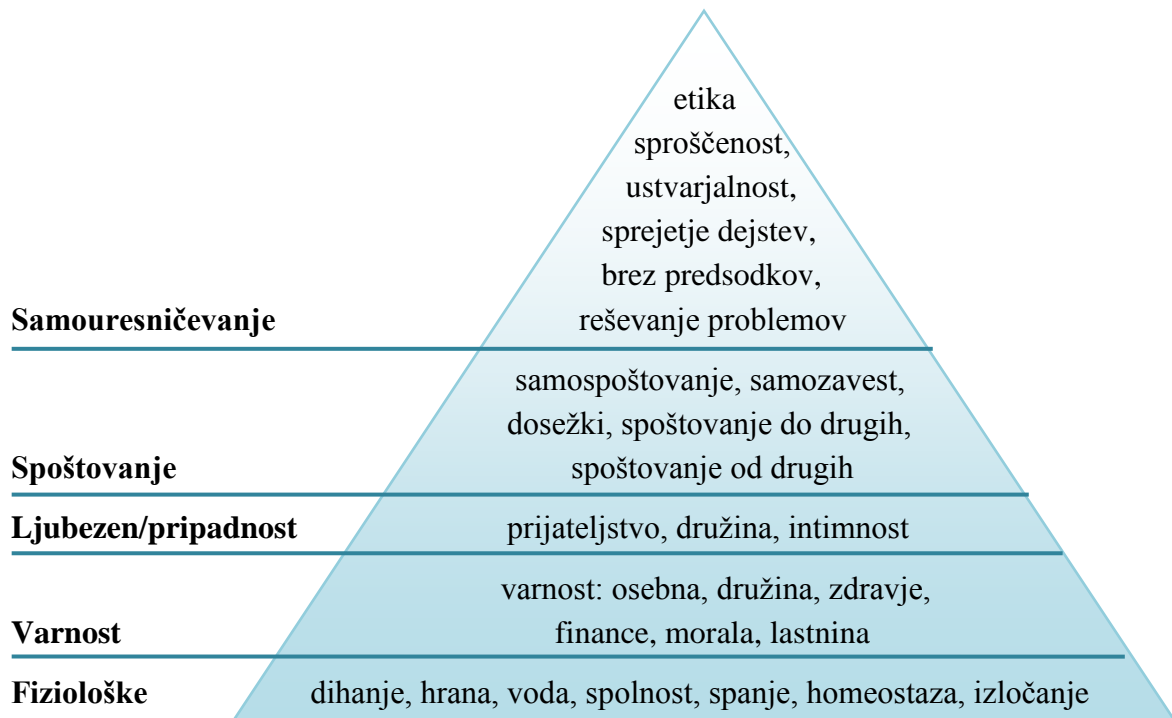 etika
sproščenost,
ustvarjalnost,
sprejetje dejstev,
brez predsodkov,
Samouresničevanje reševanje problemov
samospoštovanje, samozavest,
dosežki, spoštovanje do drugih,
Spoštovanje spoštovanje od drugih
Ljubezen/pripadnost prijateljstvo, družina, intimnost
varnost: osebna, družina, zdravje,
Varnost finance, morala, lastnina
Fiziološke dihanje, hrana, voda, spolnost, spanje, homeostaza, izločanje